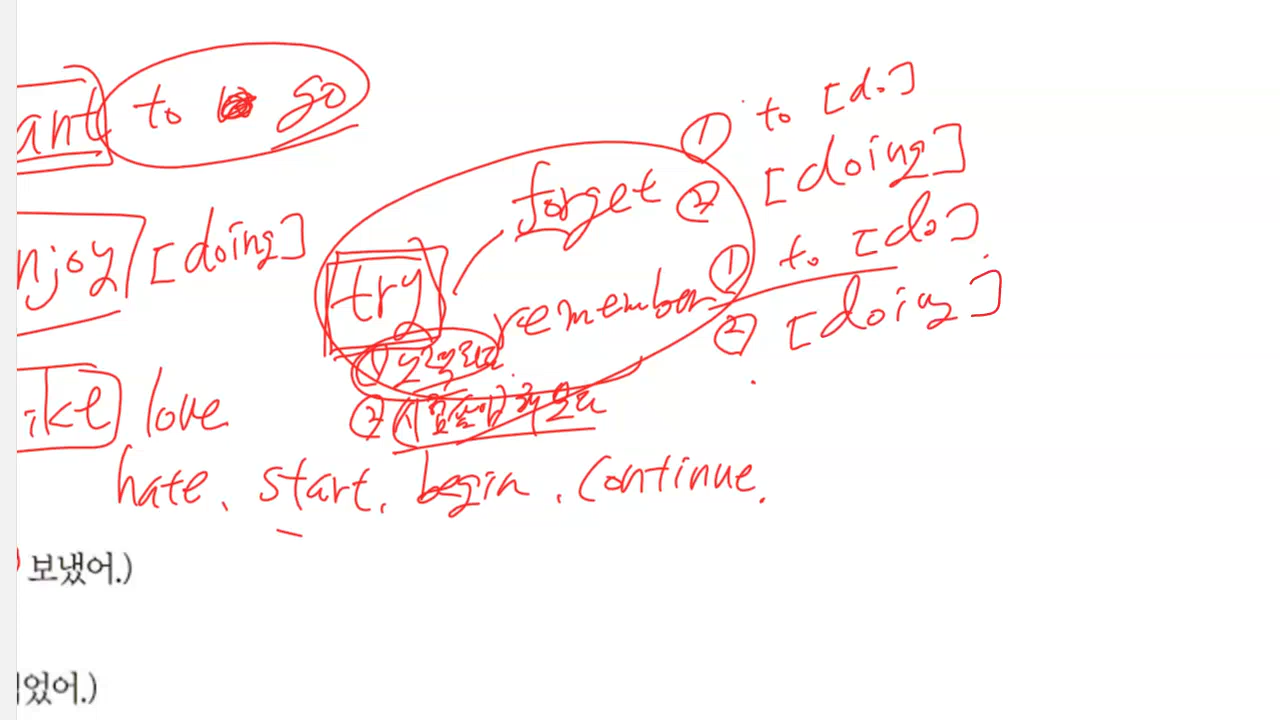 ant to go
① to [do]
forget ② [doing]
njoy [doing]
try
remember ① to [do]
② [doing]
① 노력하다
② 시험삼아 해보다
ike love
hate, start, begin, continue.
보냈어.)
었어.)